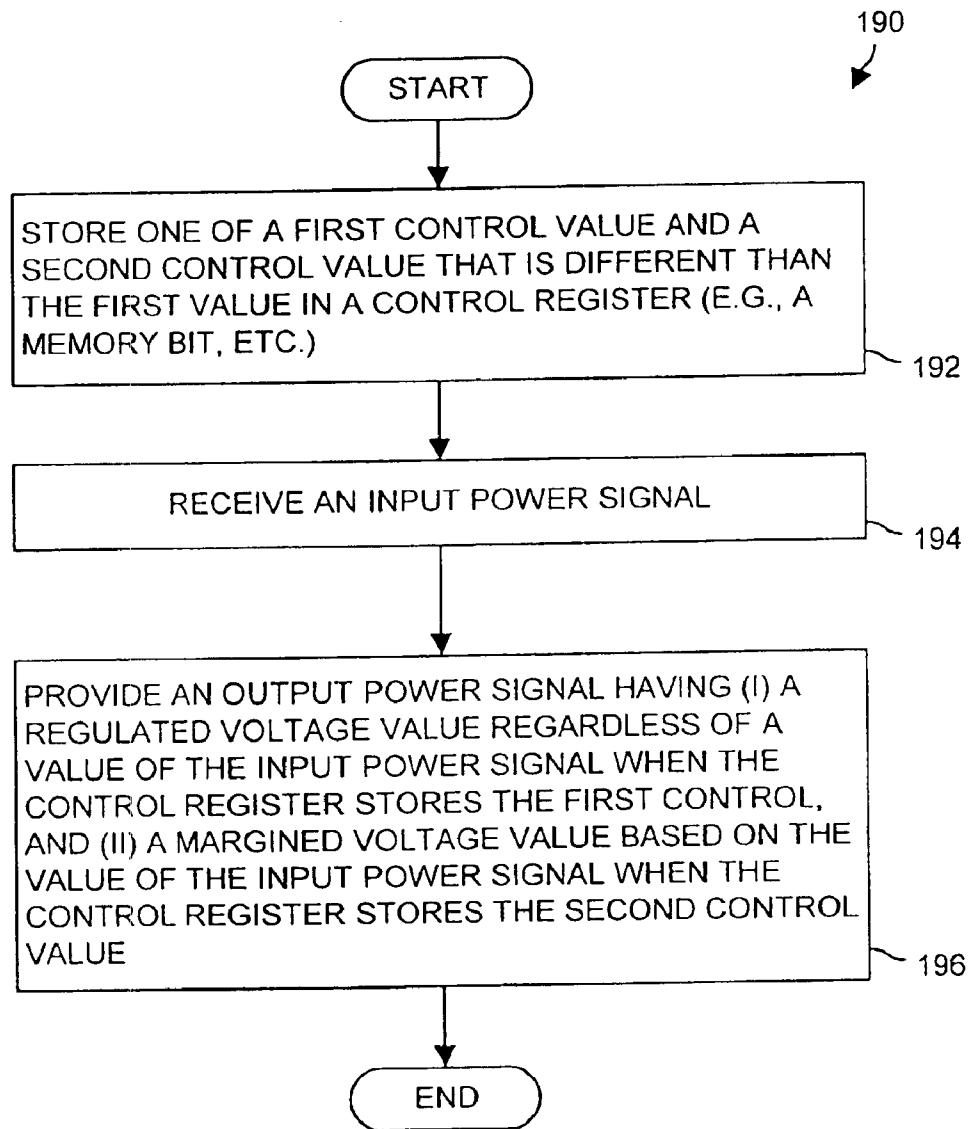 190
START
STORE ONE OF A FIRST CONTROL VALUE AND A
SECOND CONTROL VALUE THAT IS DIFFERENT THAN
THE FIRST VALUE IN A CONTROL REGISTER (E.G., A
MEMORY BIT, ETC.)
192
RECEIVE AN INPUT POWER SIGNAL
194
PROVIDE AN OUTPUT POWER SIGNAL HAVING (I) A
REGULATED VOLTAGE VALUE REGARDLESS OF A
VALUE OF THE INPUT POWER SIGNAL WHEN THE
CONTROL REGISTER STORES THE FIRST CONTROL,
AND (II) A MARGINED VOLTAGE VALUE BASED ON THE
VALUE OF THE INPUT POWER SIGNAL WHEN THE
CONTROL REGISTER STORES THE SECOND CONTROL
VALUE
196
END